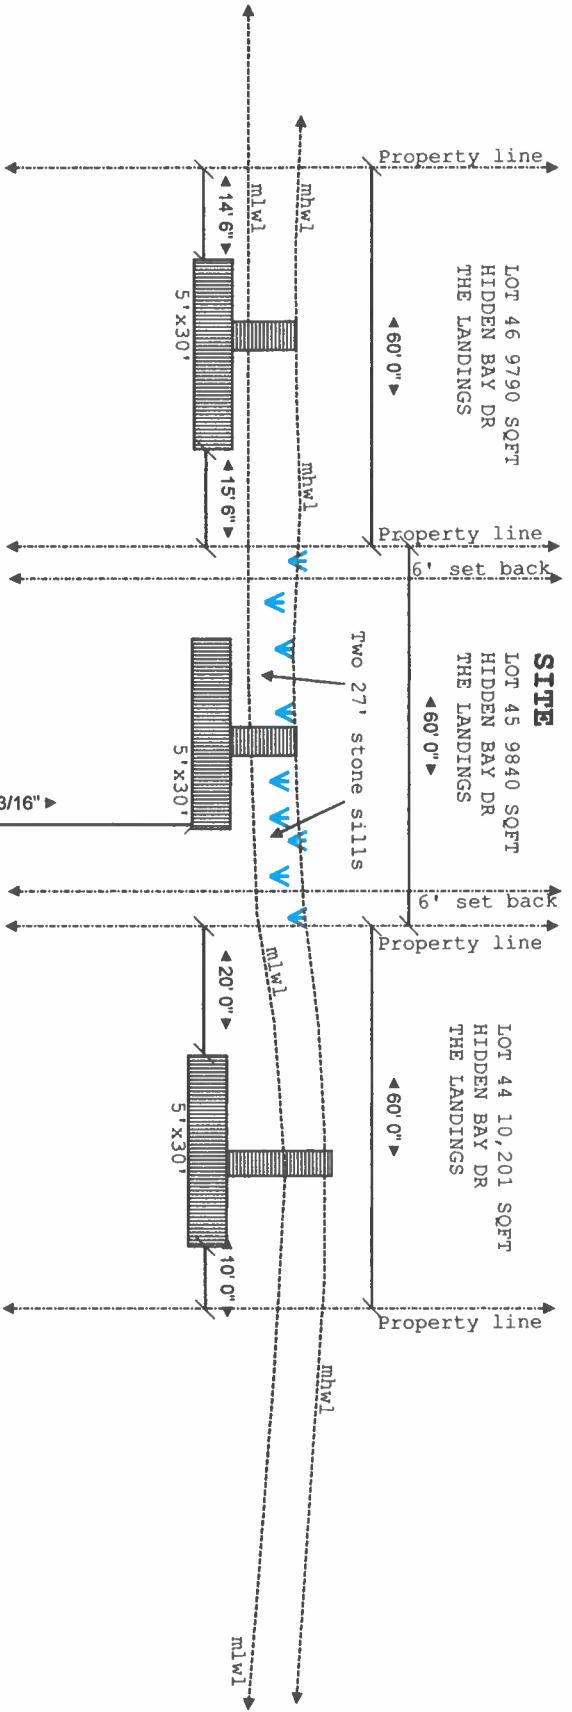 Property line
LOT 46 9790 SQFT
HIDDEN BAY DR
THE LANDINGS
60' 0"
mhwl
mlwl
14' 6"
5'x30'
mhwl
15' 6"
Property line
6' set back
SITE
LOT 45 9840 SQFT
HIDDEN BAY DR
THE LANDINGS
60' 0"
Two 27' stone sills
5'x30'
3/16"
6' set back
Property line
mlwl
20' 0"
LOT 44 10,201 SQFT
HIDDEN BAY DR
THE LANDINGS
60' 0"
5'x30'
10' 0"
Property line
mhwl
mlwl